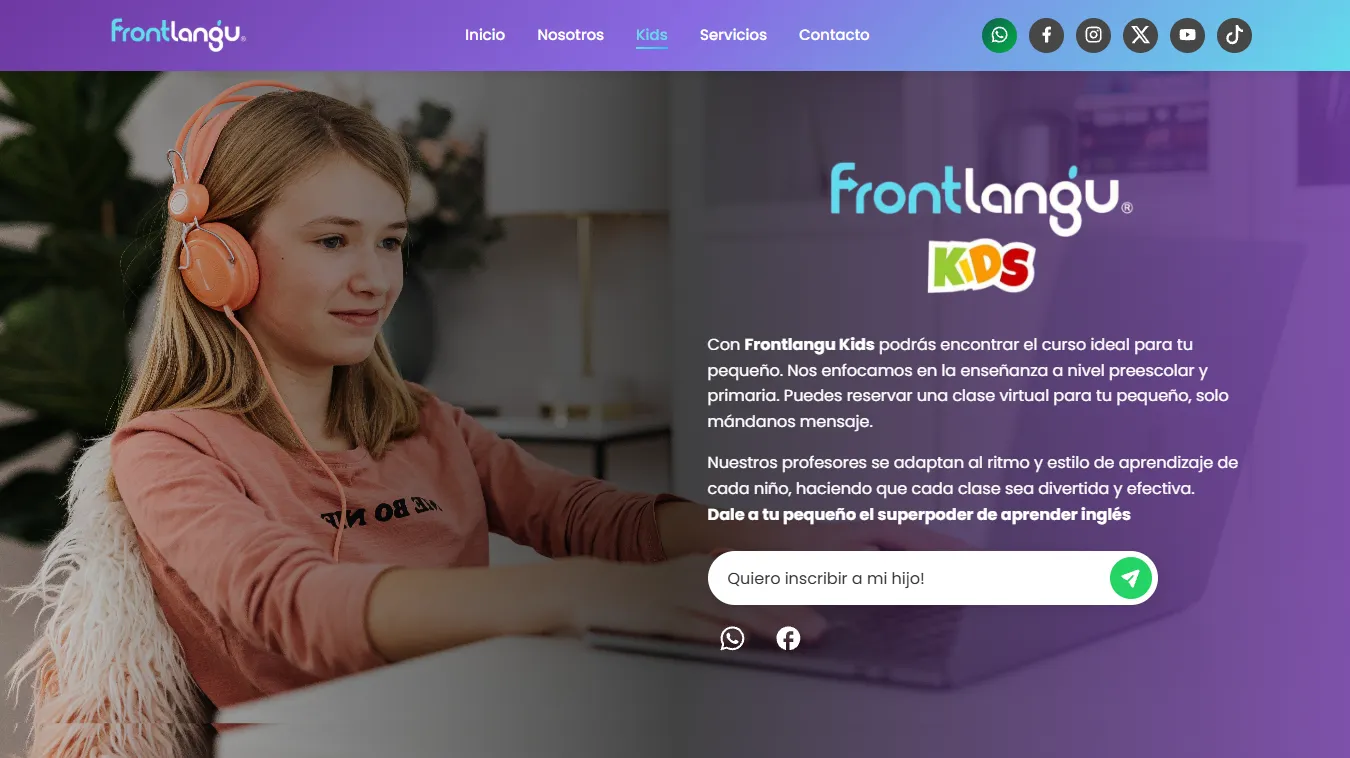 Frontlangu®
Inicio Nosotros Kids Servicios Contacto
Frontlangu®
KiDS
Con Frontlangu Kids podrás encontrar el curso ideal para tu
pequeño. Nos enfocamos en la enseñanza a nivel preescolar y
primaria. Puedes reservar una clase virtual para tu pequeño, solo
mándanos mensaje.
Nuestros profesores se adaptan al ritmo y estilo de aprendizaje de
cada niño, haciendo que cada clase sea divertida y efectiva.
Dale a tu pequeño el superpoder de aprender inglés
Quiero inscribir a mi hijo!